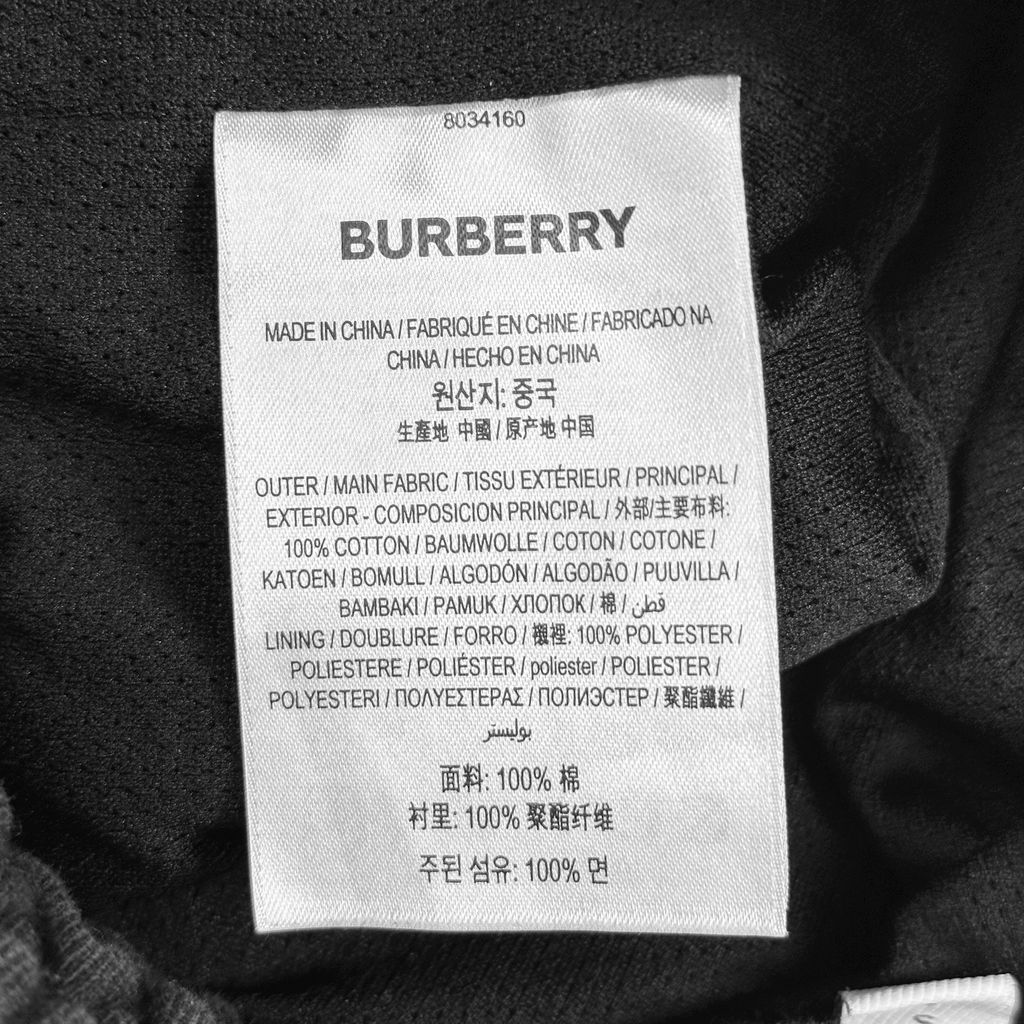 8034160
BURBERRY
MADE IN CHINA / FABRIQUÉ EN CHINE / FABRICADO NA
CHINA / HECHO EN CHINA
원산지: 중국
生產地 中國 / 原产地 中国
OUTER / MAIN FABRIC / TISSU EXTÉRIEUR / PRINCIPAL /
EXTERIOR - COMPOSICION PRINCIPAL / 外部/主要布料:
100% COTTON / BAUMWOLLE / COTON / COTONE /
KATOEN / BOMULL / ALGODÓN / ALGODÃO / PUUVILLA /
BAMBAKI / PAMUK / ХЛОПОК / 棉 / قطن
LINING / DOUBLURE / FORRO / 襯裡: 100% POLYESTER /
POLIESTERE / POLIÉSTER / poliester / POLIESTER /
POLYESTERI / ΠΟΛΥΕΣΤΕΡΑΣ / ПОЛИЭСТЕР / 聚酯纖維 /
بوليستر
面料: 100% 棉
衬里: 100% 聚酯纤维
주된 섬유: 100% 면